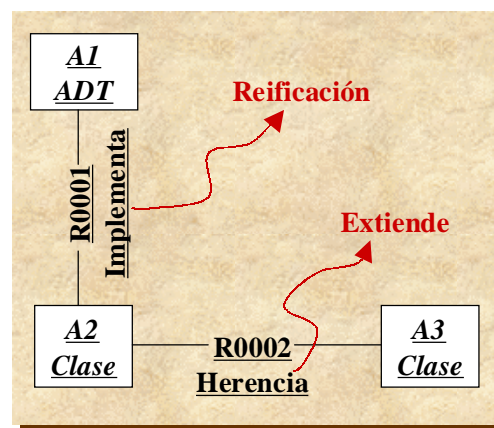 A1
ADT
Reificación
R0001
Implementa
Extiende
A2
Clase
R0002
Herencia
A3
Clase